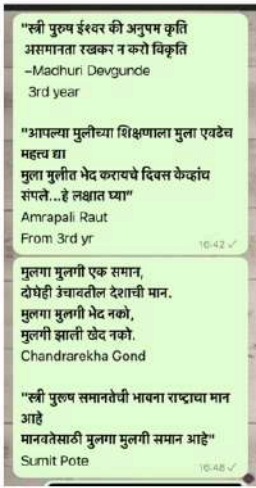 "स्त्री पुरुष ईश्वर की अनुपम कृति
असमानता रखकर न करो विकृति
–Madhuri Devgunde
3rd year
"आपल्या मुलीच्या शिक्षणाला मुला एवढेच
महत्त्व द्या
मुला मुलीत भेद करायचे दिवस केव्हांच
संपले...हे लक्षात घ्या"
Amrapali Raut
From 3rd yr
16:42 ✓
मुलगा मुलगी एक समान,
दोघेही उंचावतील देशाची मान.
मुलगा मुलगी भेद नको,
मुलगी झाली खेद नको.
Chandrarekha Gond
"स्त्री पुरूष समानतेची भावना राष्ट्राचा मान
आहे
मानवतेसाठी मुलगा मुलगी समान आहे"
Sumit Pote
16:48 ✓